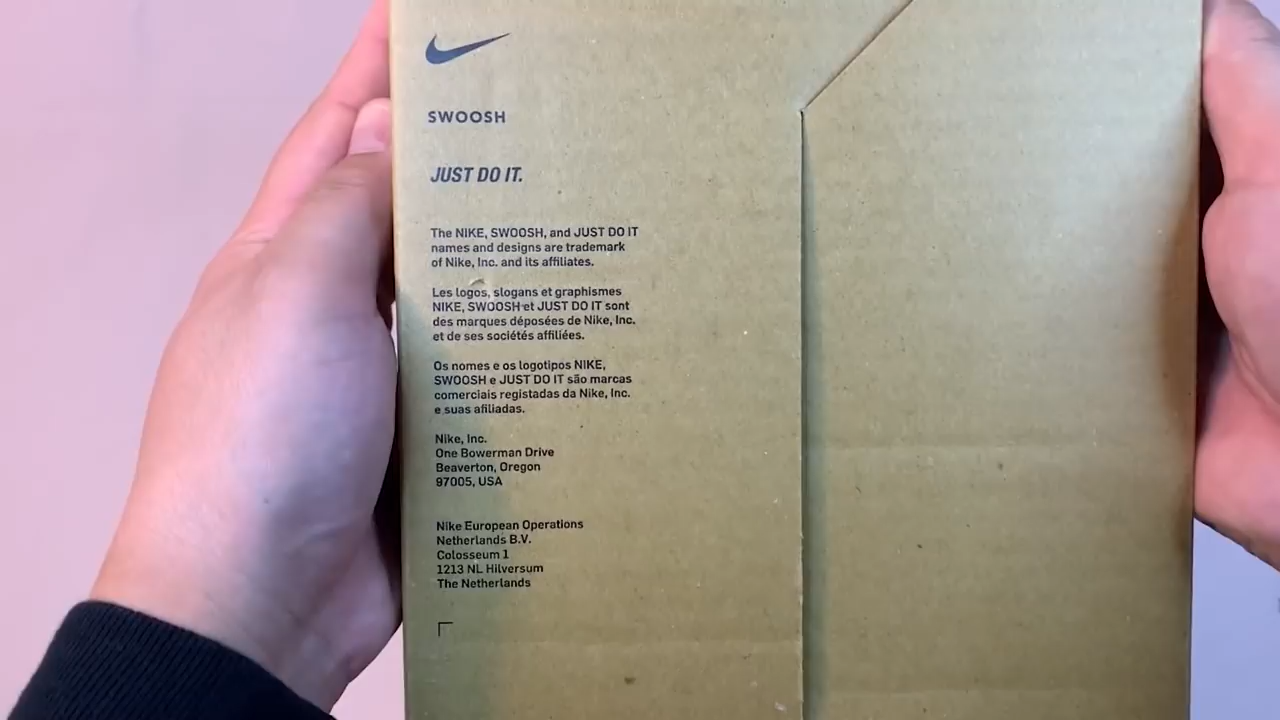 SWOOSH
JUST DO IT.
The NIKE, SWOOSH, and JUST DO IT
names and designs are trademark
of Nike, Inc. and its affiliates.
Les logos, slogans et graphismes
NIKE, SWOOSH et JUST DO IT sont
des marques déposées de Nike, Inc.
et de ses sociétés affiliées.
Os nomes e os logotipos NIKE,
SWOOSH e JUST DO IT são marcas
comerciais registadas da Nike, Inc.
e suas afiliadas.
Nike, Inc.
One Bowerman Drive
Beaverton, Oregon
97005, USA
Nike European Operations
Netherlands B.V.
Colosseum 1
1213 NL Hilversum
The Netherlands